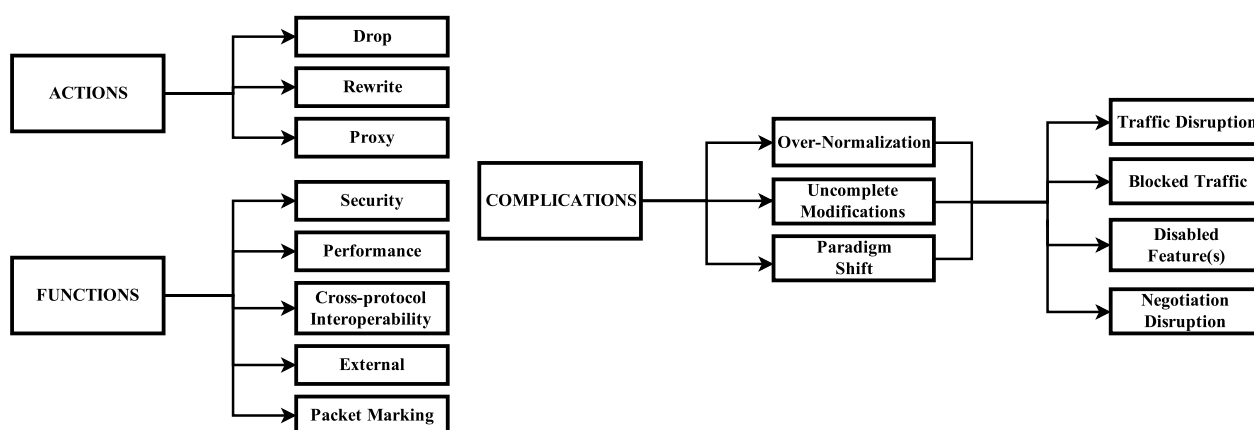 ACTIONS
Drop
Rewrite
Proxy
FUNCTIONS
Security
Performance
Cross-protocol
Interoperability
External
Packet Marking
COMPLICATIONS
Over-Normalization
Uncomplete
Modifications
Paradigm
Shift
Traffic Disruption
Blocked Traffic
Disabled
Feature(s)
Negotiation
Disruption